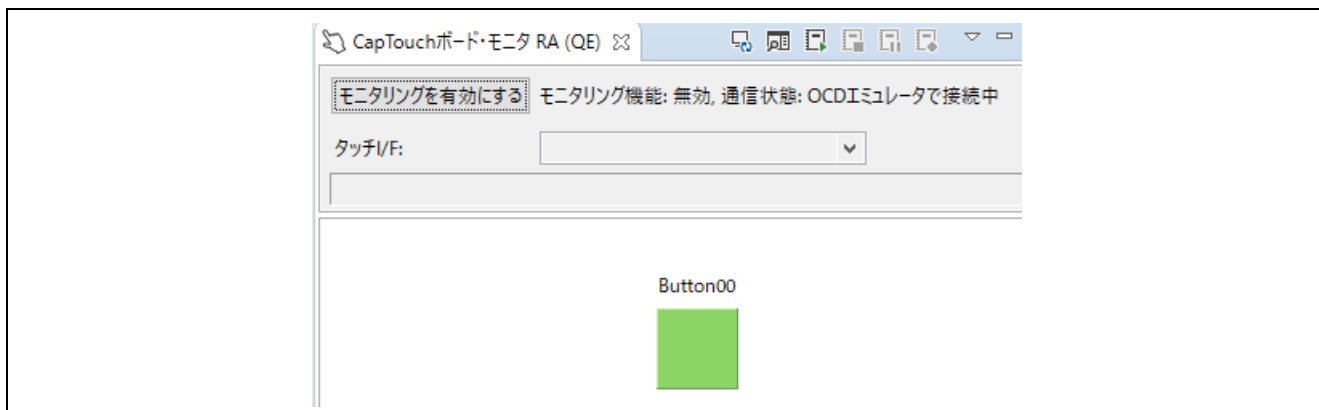 CapTouchボード・モニタ RA (QE)
モニタリングを有効にする モニタリング機能: 無効, 通信状態: OCDエミュレータで接続中
タッチI/F:
Button00